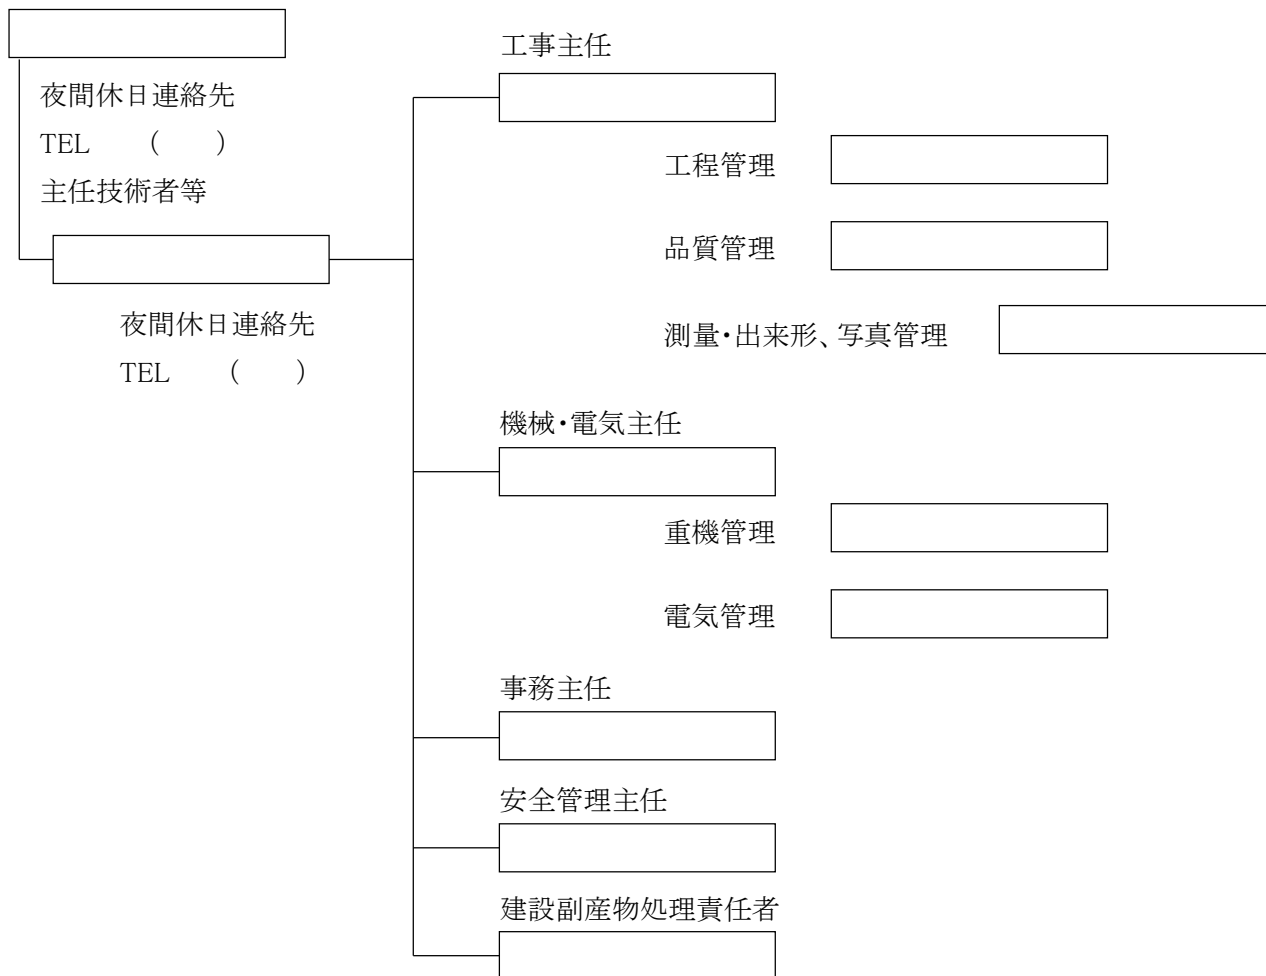 夜間休日連絡先
TEL　　(　　)
主任技術者等
夜間休日連絡先
TEL　　(　　)
工事主任
工程管理
品質管理
測量・出来形、写真管理
機械・電気主任
重機管理
電気管理
事務主任
安全管理主任
建設副産物処理責任者